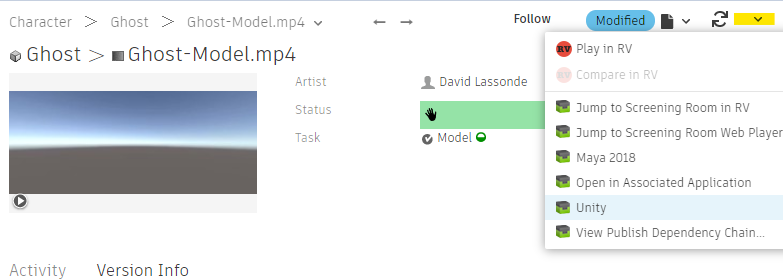 Character > Ghost > Ghost-Model.mp4
Follow
Modified
Ghost > Ghost-Model.mp4
Artist
David Lassonde
Status
Task
Model
RV Play in RV
RV Compare in RV
Jump to Screening Room in RV
Jump to Screening Room Web Player
Maya 2018
Open in Associated Application
Unity
View Publish Dependency Chain...
Activity
Version Info